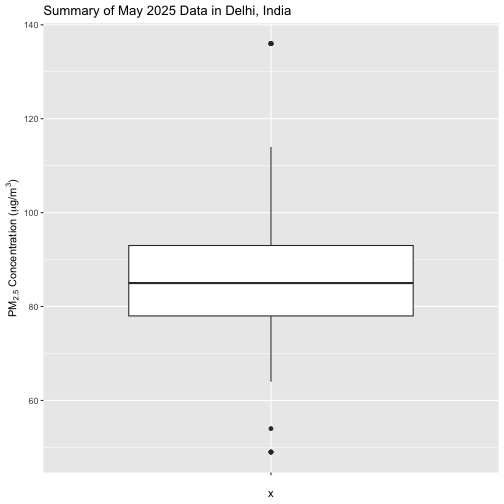 Summary of May 2025 Data in Delhi, India
140
120
100
80
60
PM2.5 Concentration (μg/m3)
x